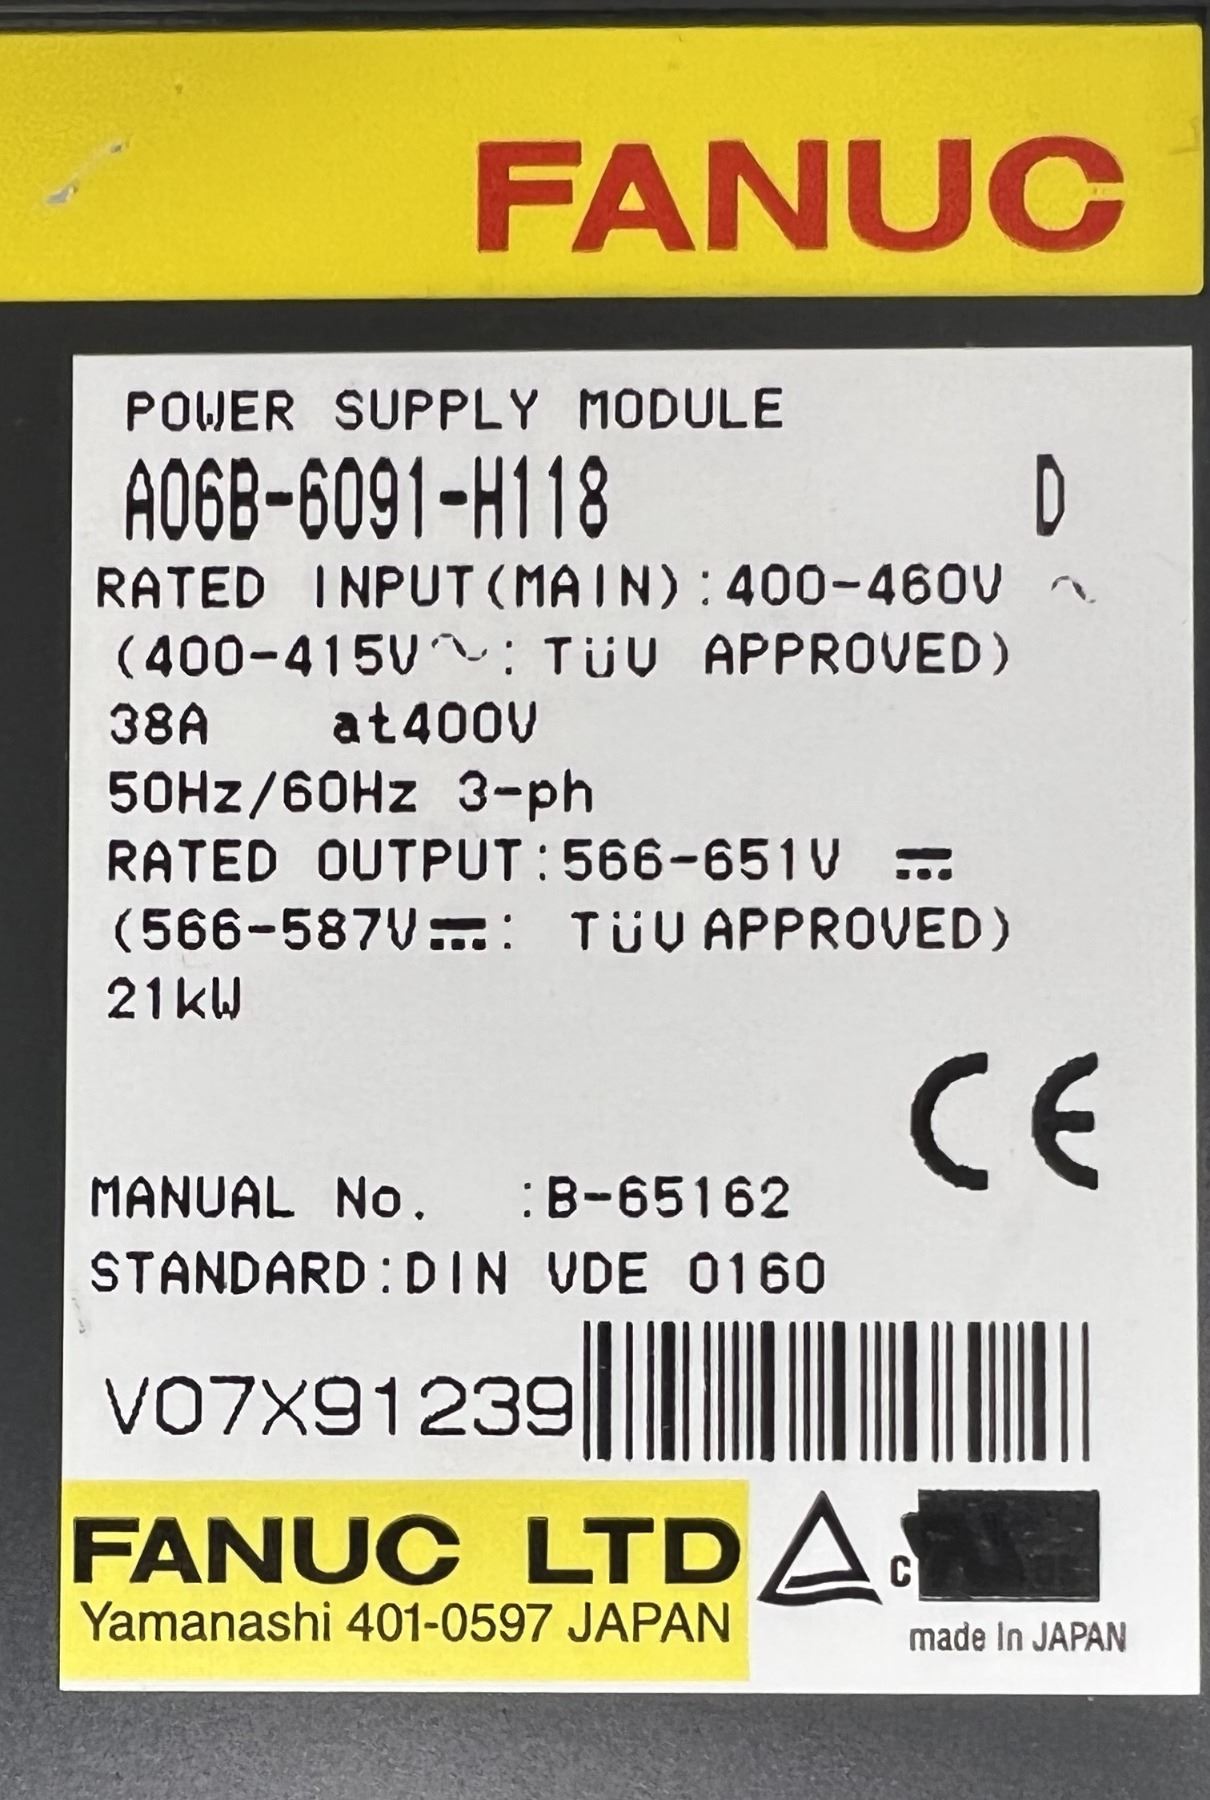 FANUC
POWER SUPPLY MODULE
A06B-6091-H118 D
RATED INPUT(MAIN):400-460V ∿
(400-415V∿: TüV APPROVED)
38A at400V
50Hz/60Hz 3-ph
RATED OUTPUT:566-651V ⎓
(566-587V⎓: TüV APPROVED)
21kW
CE
MANUAL No. :B-65162
STANDARD:DIN VDE 0160
V07X91239
FANUC LTD
Yamanashi 401-0597 JAPAN
c
made in JAPAN